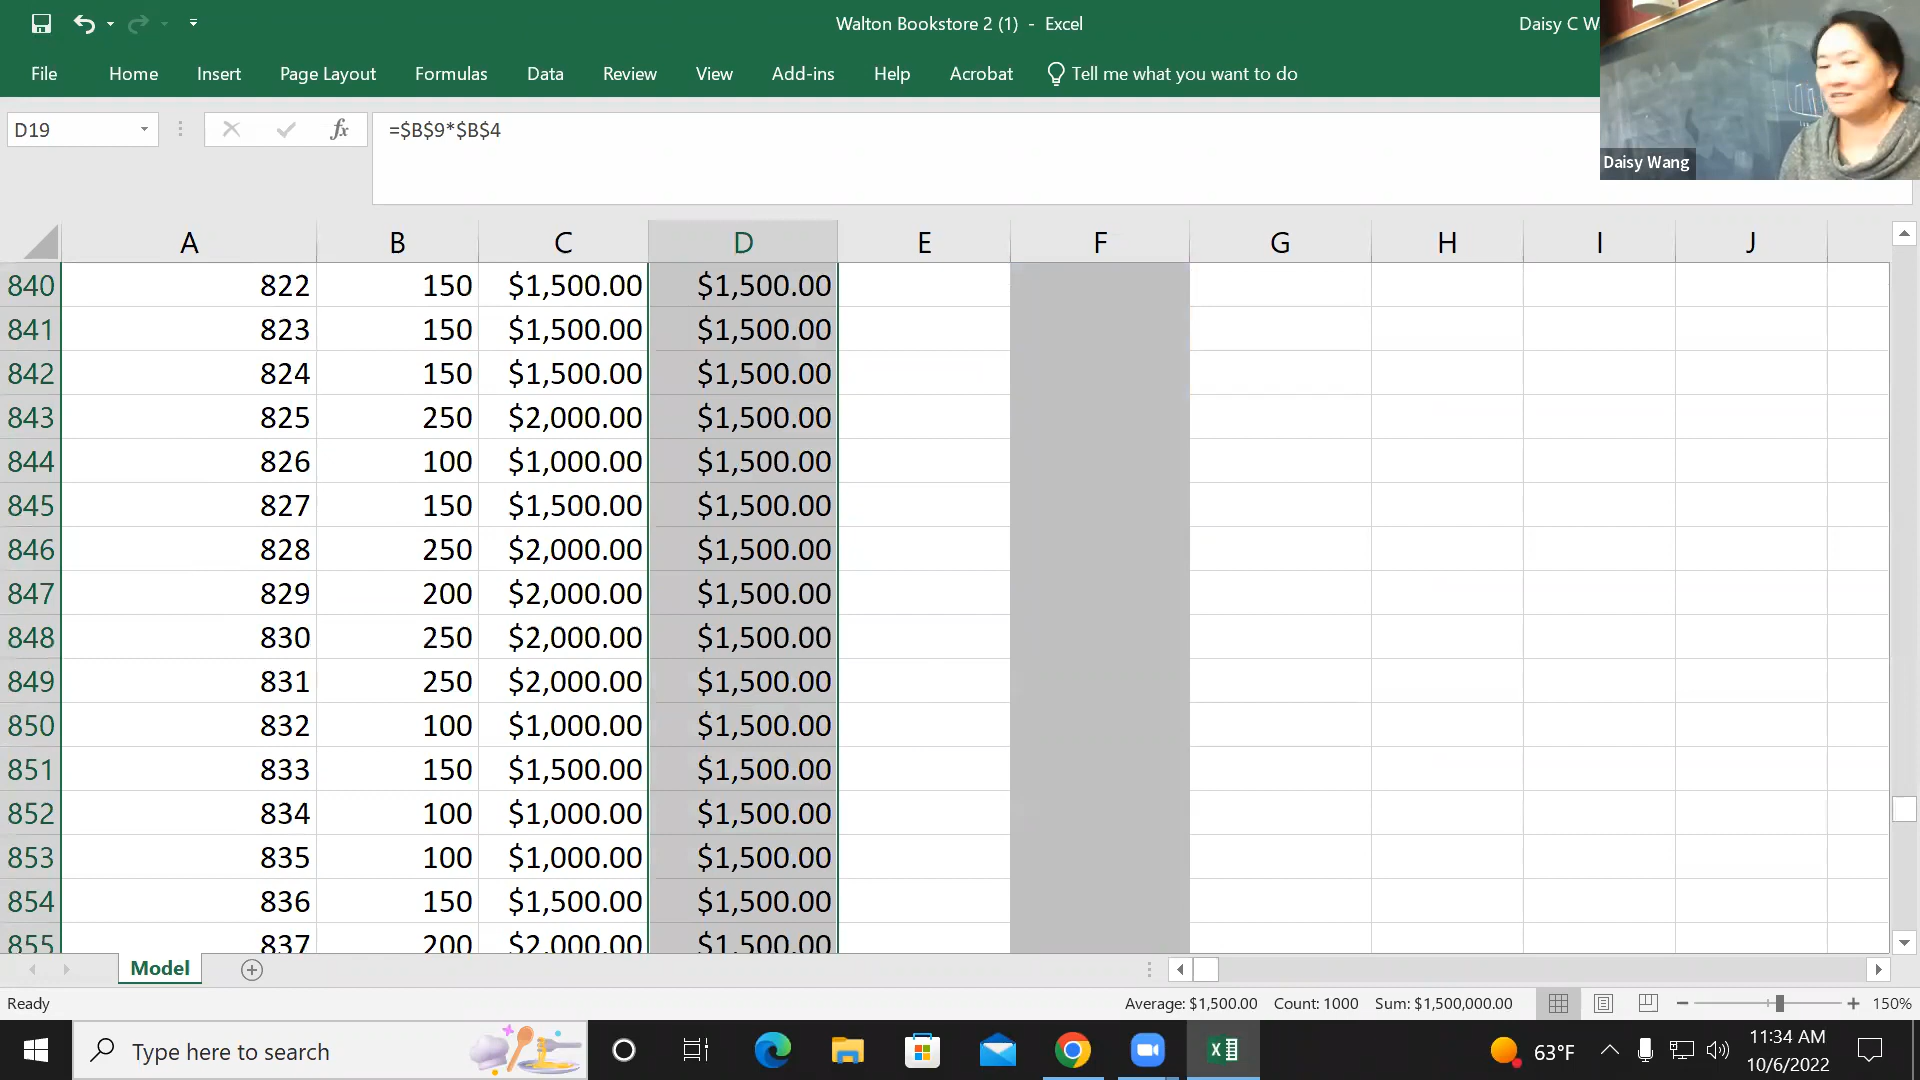 Walton Bookstore 2 (1) - Excel
Daisy C W
File Home Insert Page Layout Formulas Data Review View Add-ins Help Acrobat Tell me what you want to do
D19 fx =$B$9*$B$4
Daisy Wang
A B C D E F G H I J
840 822 150 $1,500.00 $1,500.00
841 823 150 $1,500.00 $1,500.00
842 824 150 $1,500.00 $1,500.00
843 825 250 $2,000.00 $1,500.00
844 826 100 $1,000.00 $1,500.00
845 827 150 $1,500.00 $1,500.00
846 828 250 $2,000.00 $1,500.00
847 829 200 $2,000.00 $1,500.00
848 830 250 $2,000.00 $1,500.00
849 831 250 $2,000.00 $1,500.00
850 832 100 $1,000.00 $1,500.00
851 833 150 $1,500.00 $1,500.00
852 834 100 $1,000.00 $1,500.00
853 835 100 $1,000.00 $1,500.00
854 836 150 $1,500.00 $1,500.00
855 837 200 $2,000.00 $1,500.00
Model
Ready Average: $1,500.00 Count: 1000 Sum: $1,500,000.00 150%
Type here to search 63°F 11:34 AM
10/6/2022